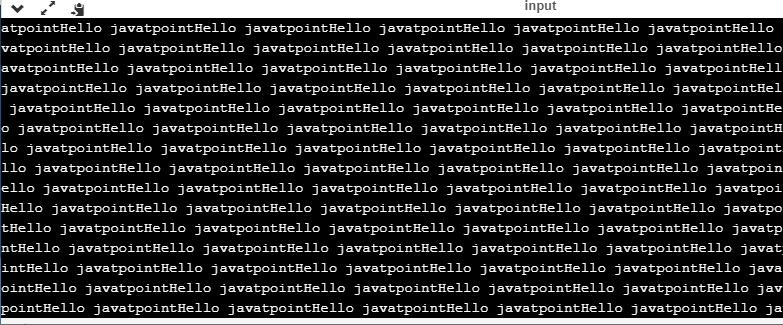 input
atpointHello javatpointHello javatpointHello javatpointHello javatpointHello javatpointHello
vatpointHello javatpointHello javatpointHello javatpointHello javatpointHello javatpointHello
avatpointHello javatpointHello javatpointHello javatpointHello javatpointHello javatpointHell
javatpointHello javatpointHello javatpointHello javatpointHello javatpointHello javatpointHel
javatpointHello javatpointHello javatpointHello javatpointHello javatpointHello javatpointHe
o javatpointHello javatpointHello javatpointHello javatpointHello javatpointHello javatpointH
lo javatpointHello javatpointHello javatpointHello javatpointHello javatpointHello javatpoint
llo javatpointHello javatpointHello javatpointHello javatpointHello javatpointHello javatpoin
ello javatpointHello javatpointHello javatpointHello javatpointHello javatpointHello javatpoi
Hello javatpointHello javatpointHello javatpointHello javatpointHello javatpointHello javatpo
tHello javatpointHello javatpointHello javatpointHello javatpointHello javatpointHello javatp
ntHello javatpointHello javatpointHello javatpointHello javatpointHello javatpointHello javat
intHello javatpointHello javatpointHello javatpointHello javatpointHello javatpointHello java
ointHello javatpointHello javatpointHello javatpointHello javatpointHello javatpointHello jav
pointHello javatpointHello javatpointHello javatpointHello javatpointHello javatpointHello ja